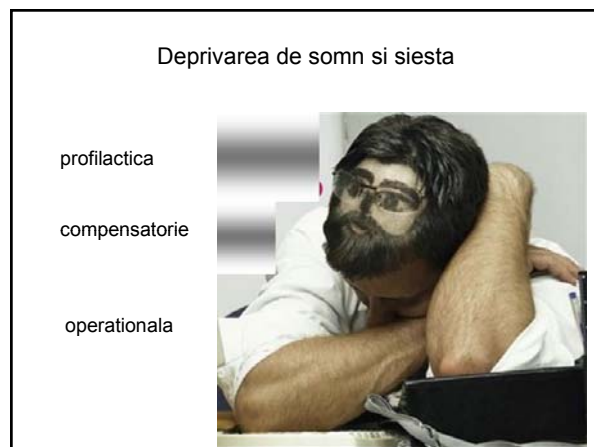 Deprivarea de somn si siesta
profilactica
compensatorie
operationala